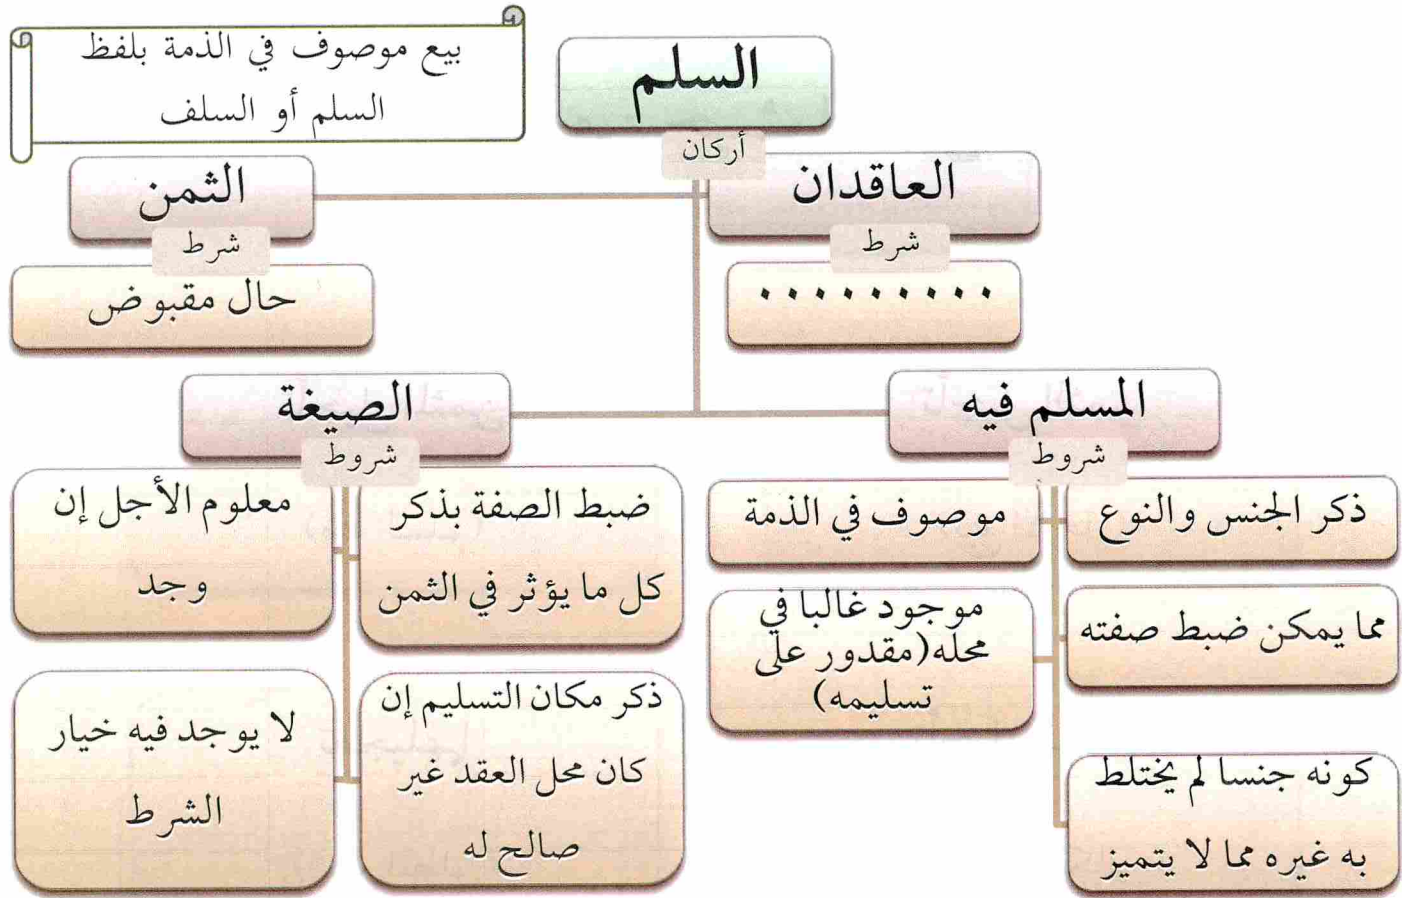 بيع موصوف في الذمة بلفظ
السلم أو السلف
السلم
أركان
العاقدان
شرط
. . . . . . . . .
الثمن
شرط
حال مقبوض
المسلم فيه
شروط
ذكر الجنس والنوع
موصوف في الذمة
مما يمكن ضبط صفته
موجود غالبا في
محله(مقدور على
تسليمه)
كونه جنسا لم يختلط
به غيره مما لا يتميز
الصيغة
شروط
ضبط الصفة بذكر
كل ما يؤثر في الثمن
معلوم الأجل إن
وجد
ذكر مكان التسليم إن
كان محل العقد غير
صالح له
لا يوجد فيه خيار
الشرط